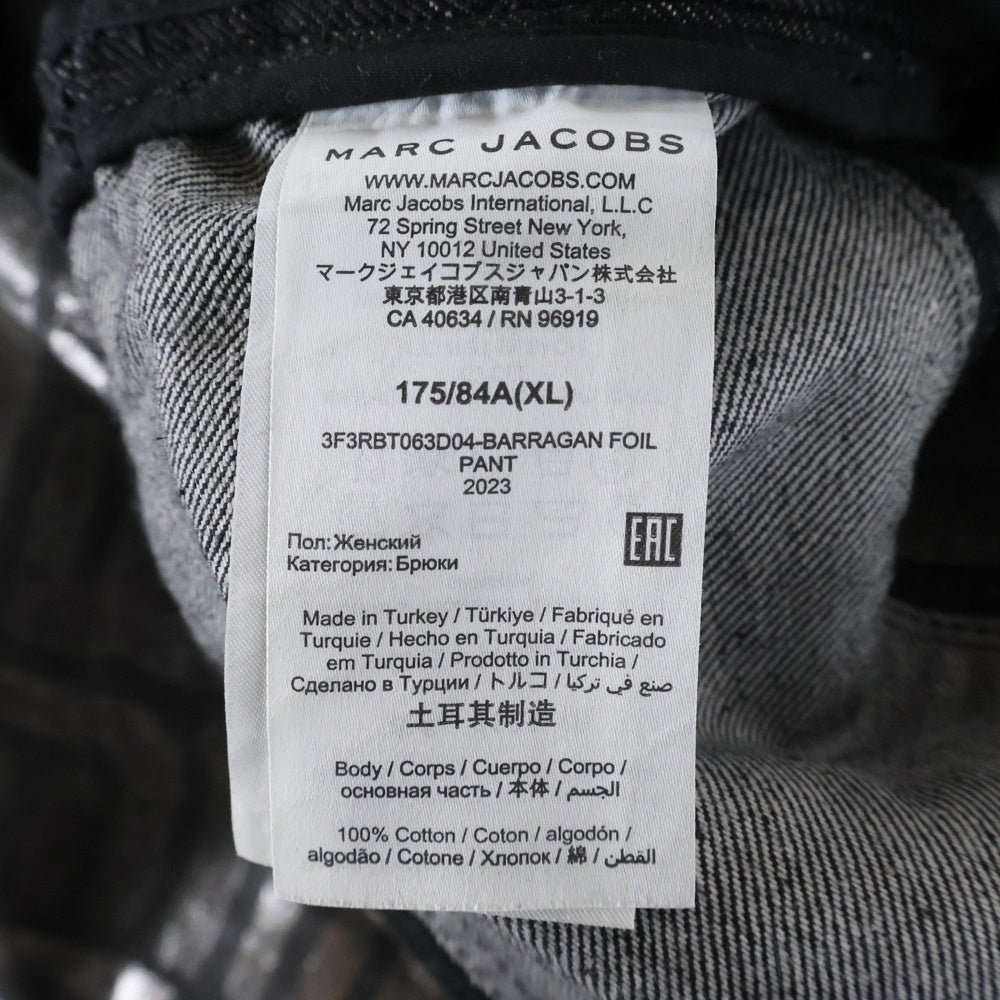 MARC JACOBS
WWW.MARCJACOBS.COM
Marc Jacobs International, L.L.C
72 Spring Street New York,
NY 10012 United States
マークジェイコブスジャパン株式会社
東京都港区南青山3-1-3
CA 40634 / RN 96919
175/84A(XL)
3F3RBT063D04-BARRAGAN FOIL
PANT
2023
Пол:Женский
Категория:Брюки
EAC
Made in Turkey / Türkiye / Fabriqué en
Turquie / Hecho en Turquia / Fabricado
em Turquia / Prodotto in Turchia /
Сделано в Турции / トルコ / صنع في تركيا
土耳其制造
Body / Corps / Cuerpo / Corpo /
основная часть / 本体 / الجسم
100% Cotton / Coton / algodón /
algodão / Cotone / Хлопок / 綿 / القطن